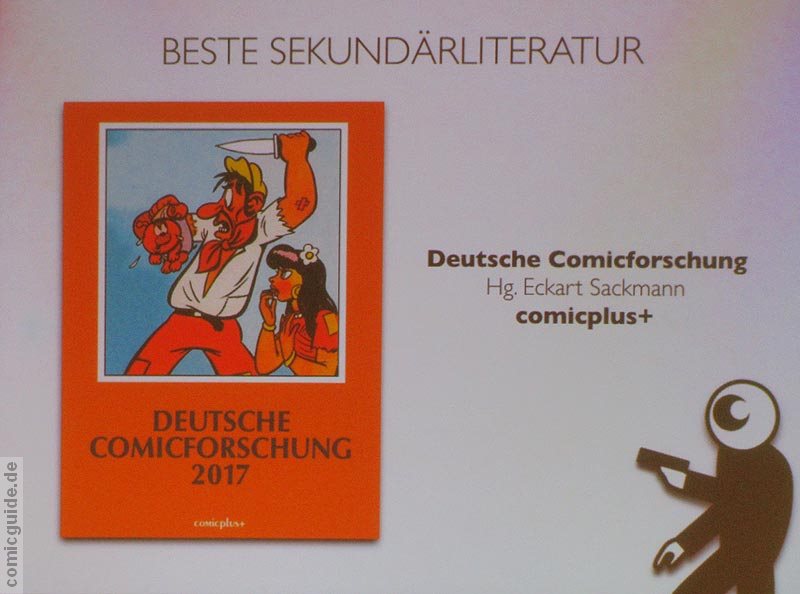 BESTE SEKUNDÄRLITERATUR
DEUTSCHE
COMICFORSCHUNG
2017
comicplus+
Deutsche Comicforschung
Hg. Eckart Sackmann
comicplus+
comicguide.de